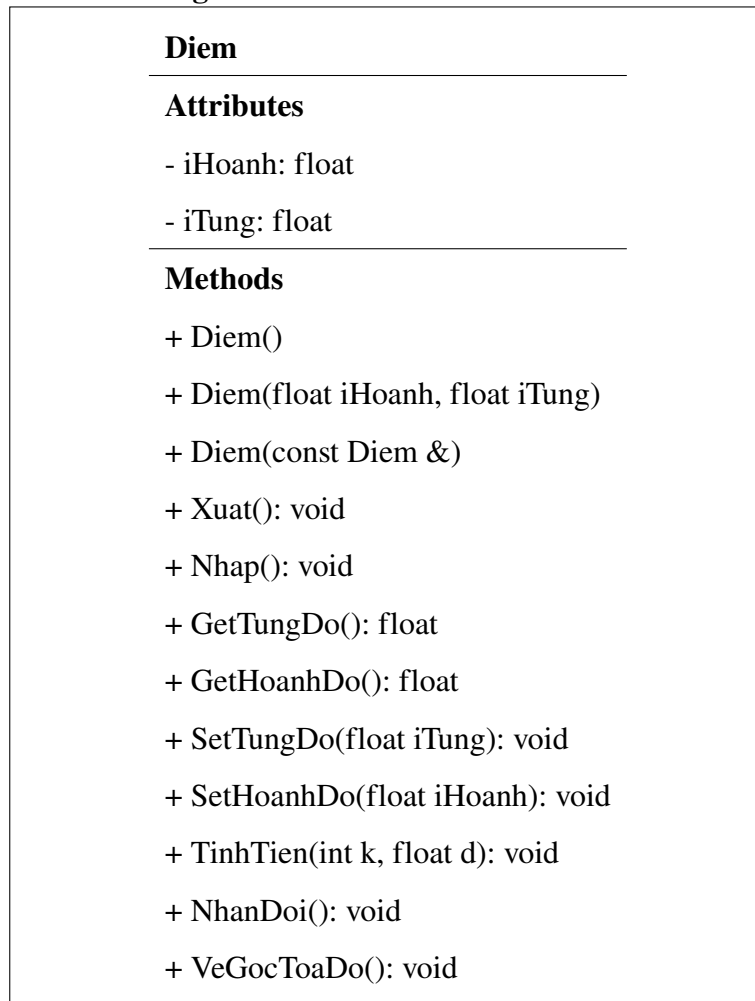 Diem
Attributes
- iHoanh: float
- iTung: float
Methods
+ Diem()
+ Diem(float iHoanh, float iTung)
+ Diem(const Diem &)
+ Xuat(): void
+ Nhap(): void
+ GetTungDo(): float
+ GetHoanhDo(): float
+ SetTungDo(float iTung): void
+ SetHoanhDo(float iHoanh): void
+ TinhTien(int k, float d): void
+ NhanDoi(): void
+ VeGocToaDo(): void